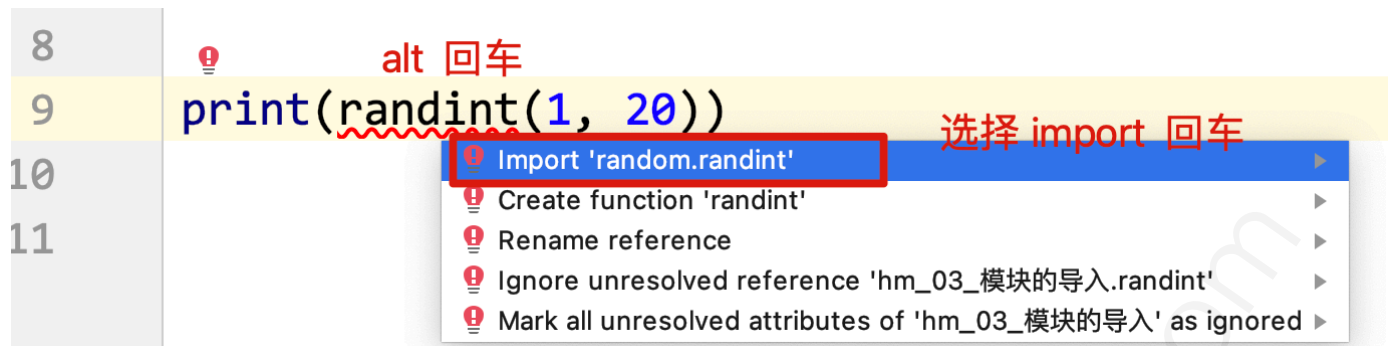 8
alt 回车
9
print(randint(1, 20))
选择 import 回车
Import 'random.randint'
10
Create function 'randint'
11
Rename reference
Ignore unresolved reference 'hm_03_模块的导入.randint'
Mark all unresolved attributes of 'hm_03_模块的导入' as ignored